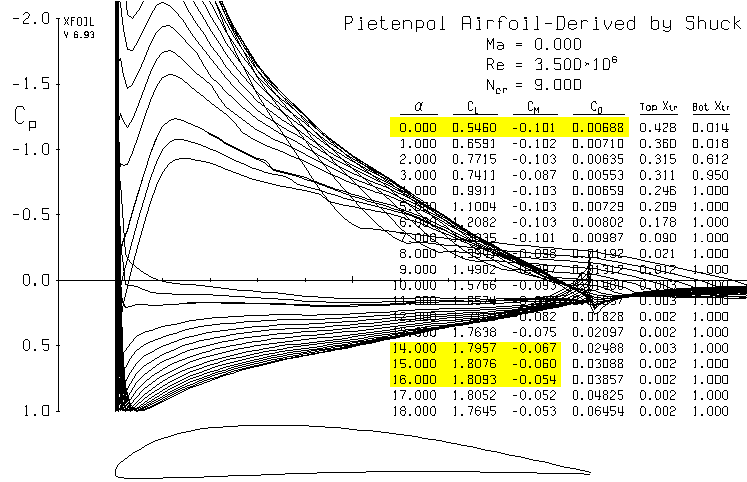 -2.0
XFOIL
V 6.93
Pietenpol Airfoil-Derived by Shuck
Ma = 0.000
Re = 3.500×10⁶
Ncr = 9.000
-1.5
Cp
α CL CM CD Top Xtr Bot Xtr
0.000 0.5460 -0.101 0.00688 0.428 0.014
1.000 0.6591 -0.102 0.00710 0.360 0.018
-1.0
2.000 0.7715 -0.103 0.00635 0.315 0.612
3.000 0.7411 -0.087 0.00553 0.311 0.950
.000 0.9911 -0.103 0.00659 0.246 1.000
-0.5
1.1004 -0.103 0.00729 0.209 1.000
1.2082 -0.103 0.00802 0.178 1.000
-0.101 0.00987 0.090 1.000
8.000 -0.098 0.01192 0.021 1.000
9.000 1.4902 1.000
0.0
10.000 1.5766 1.000
0.082 0.01828 0.002 1.000
1.7638 -0.075 0.02097 0.002 1.000
0.5
14.000 1.7957 -0.067 0.02488 0.003 1.000
15.000 1.8076 -0.060 0.03088 0.002 1.000
16.000 1.8093 -0.054 0.03857 0.002 1.000
17.000 1.8052 -0.052 0.04825 0.002 1.000
1.0
18.000 1.7645 -0.053 0.06454 0.002 1.000